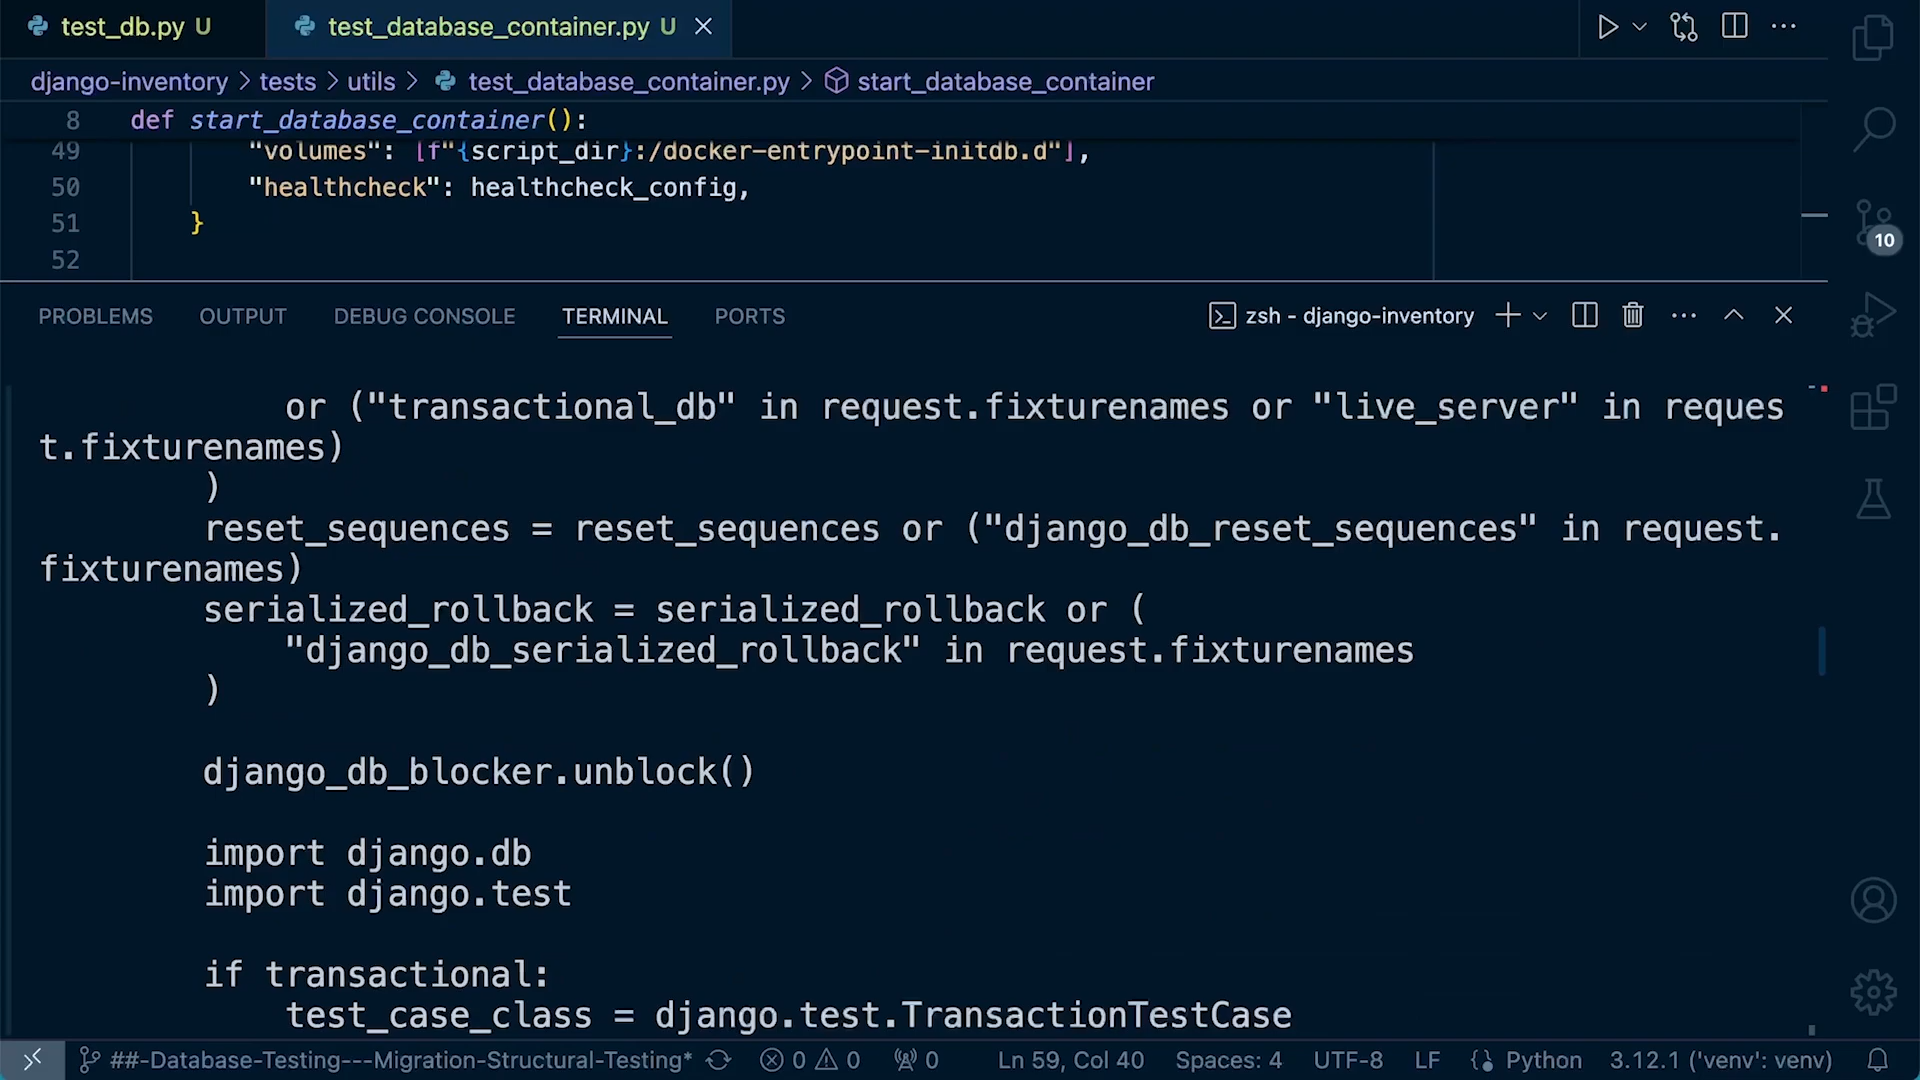 test_db.py U
test_database_container.py U
django-inventory > tests > utils > test_database_container.py > start_database_container
8 def start_database_container():
49 "volumes": [f"{script_dir}:/docker-entrypoint-initdb.d"],
50 "healthcheck": healthcheck_config,
51 }
52
10
PROBLEMS OUTPUT DEBUG CONSOLE TERMINAL PORTS zsh - django-inventory
or ("transactional_db" in request.fixturenames or "live_server" in reques
t.fixturenames)
)
reset_sequences = reset_sequences or ("django_db_reset_sequences" in request.
fixturenames)
serialized_rollback = serialized_rollback or (
"django_db_serialized_rollback" in request.fixturenames
)
django_db_blocker.unblock()
import django.db
import django.test
if transactional:
test_case_class = django.test.TransactionTestCase
##-Database-Testing---Migration-Structural-Testing* 0 0 0 Ln 59, Col 40 Spaces: 4 UTF-8 LF Python 3.12.1 ('venv': venv)